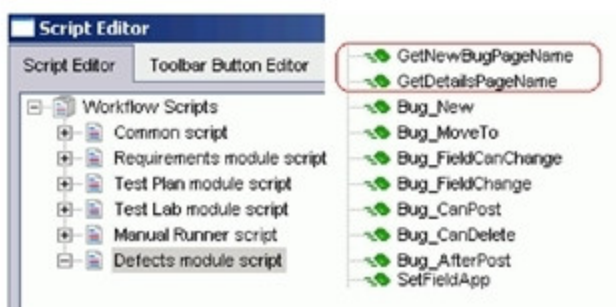 Script Editor
Script Editor
Toolbar Button Editor
Workflow Scripts
Common script
Requirements module script
Test Plan module script
Test Lab module script
Manual Runner script
Defects module script
GetNewBugPageName
GetDetailsPageName
Bug_New
Bug_MoveTo
Bug_FieldCanChange
Bug_FieldChange
Bug_CanPost
Bug_CanDelete
Bug_AfterPost
SetFieldApp